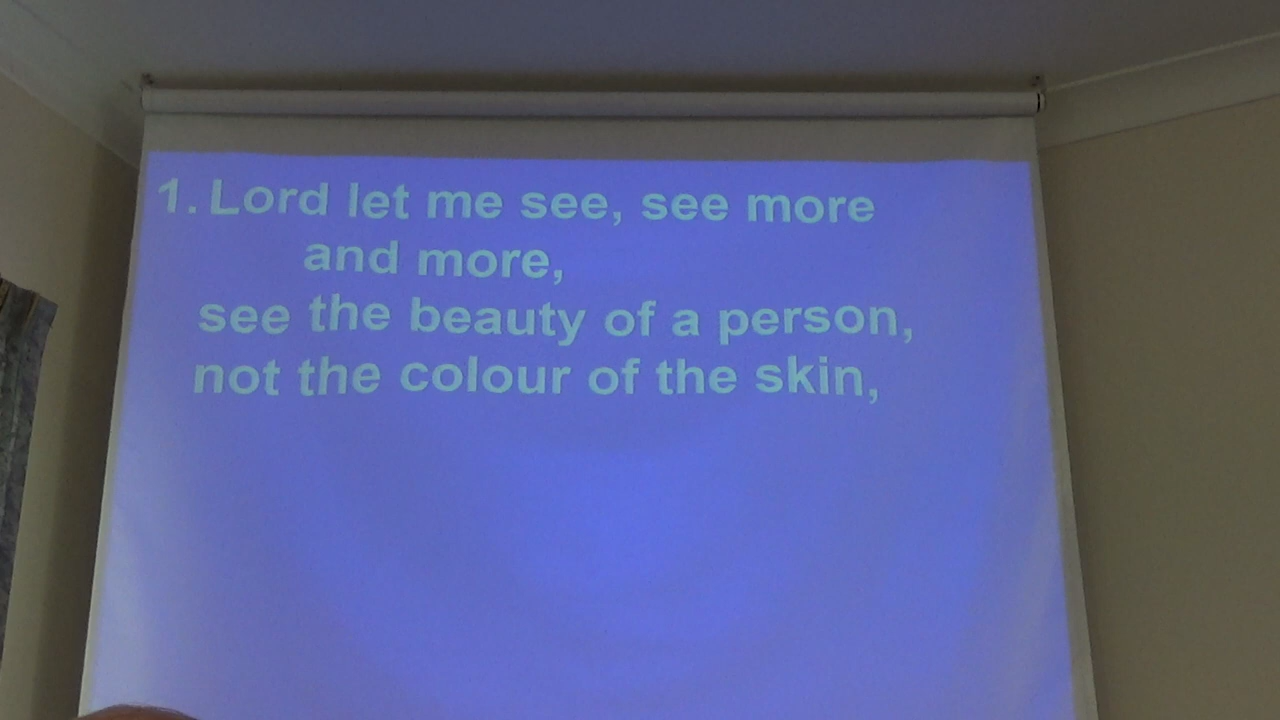 1. Lord let me see, see more
and more,
see the beauty of a person,
not the colour of the skin,